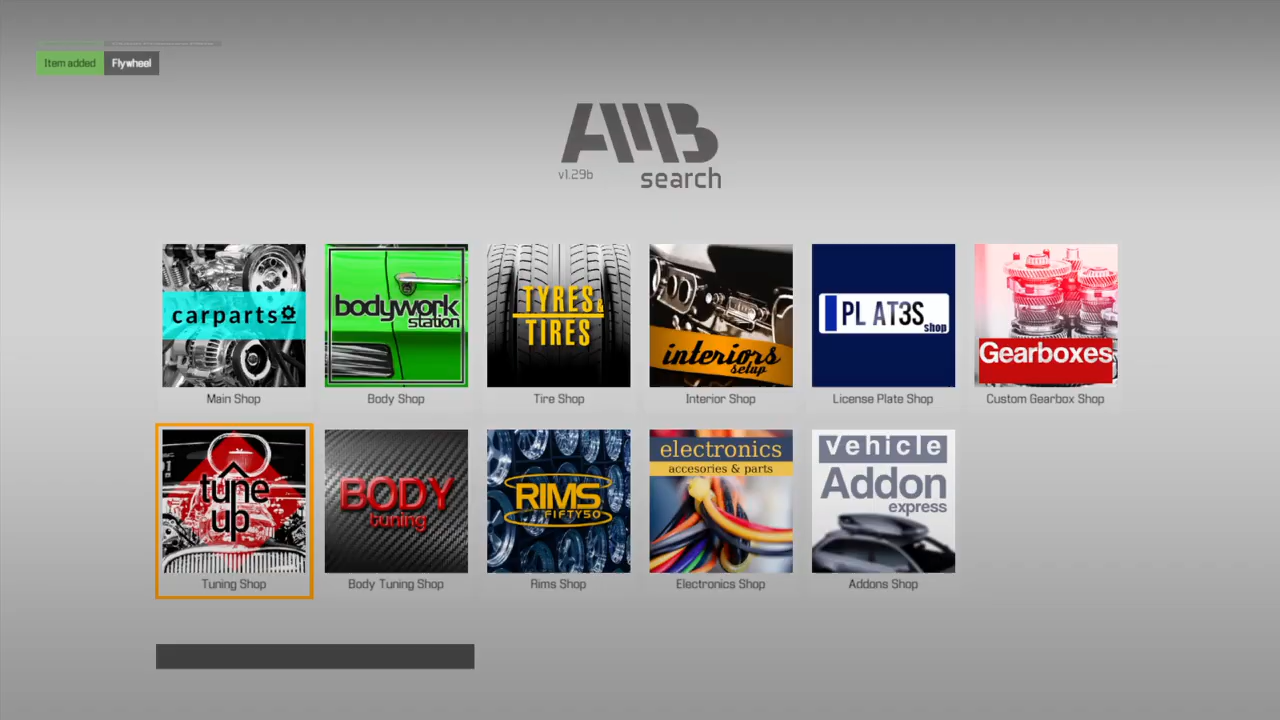 Item added Flywheel
AMB
v1.29b search
carparts
bodywork
station
TYRES&
TIRES
interiors
setup
PL AT3S
shop
Gearboxes
Main Shop
Body Shop
Tire Shop
Interior Shop
License Plate Shop
Custom Gearbox Shop
tune
up
BODY
tuning
RIMS
FIFTY50
electronics
accesories & parts
vehicle
Addon
express
Tuning Shop
Body Tuning Shop
Rims Shop
Electronics Shop
Addons Shop